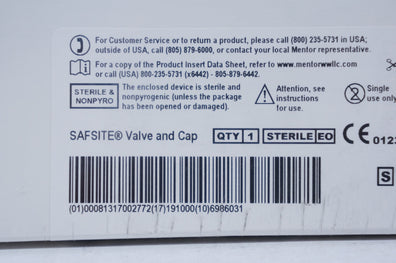 For Customer Service or to return a product, please call (800) 235-5731 in USA;
outside of USA, call (805) 879-6000, or your local Mentor representative.
For a copy of the Product Insert Data Sheet, see www.mentorwwllc.com
or call (USA) 800-235-5731 (x6442) - 805-879-6442.
STERILE &
NONPYRO
The enclosed device is sterile and
nonpyrogenic (unless the package
has been opened or damaged).
Attention, see
instructions
for use.
Single
use only
SAFSITE® Valve and Cap
QTY 1
STERILE EO
CE 0123
S
(01)00081317002772(17)191000(10)6986031